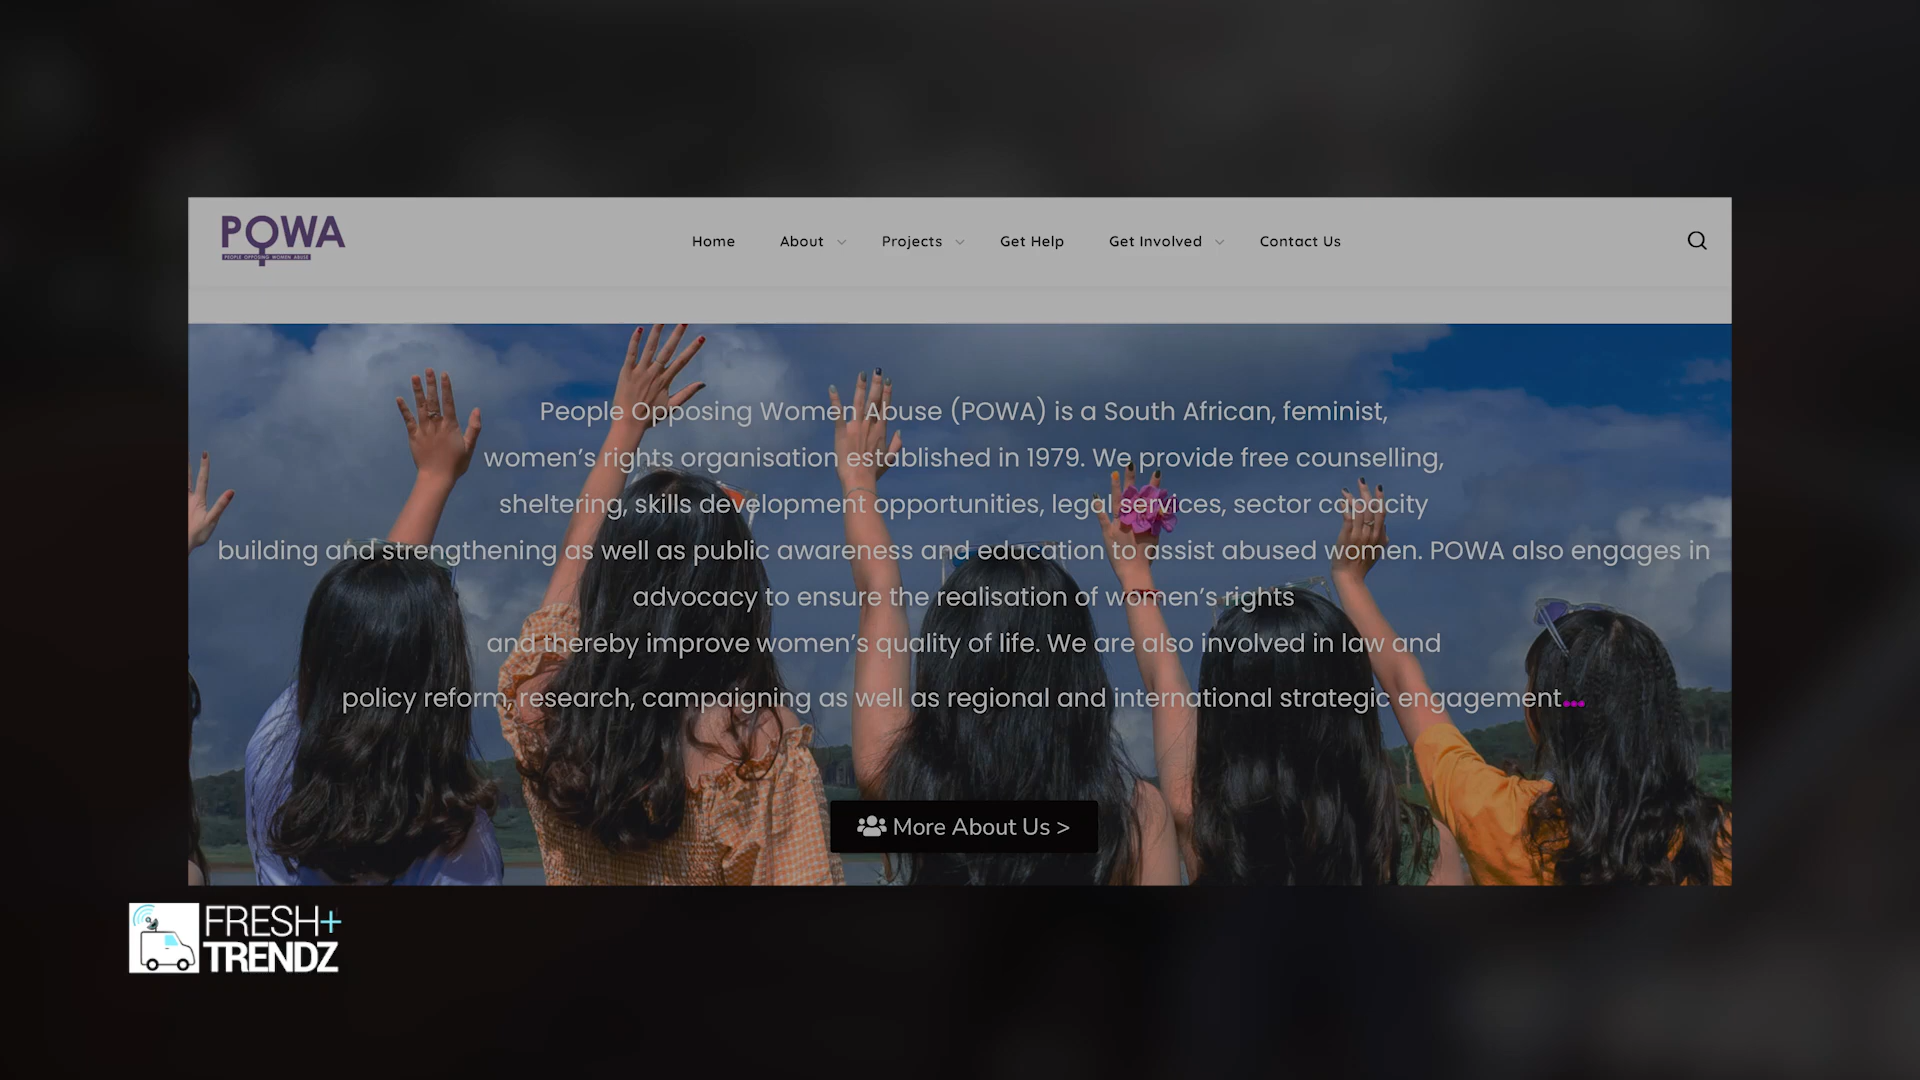 POWA
PEOPLE OPPOSING WOMEN ABUSE
Home About Projects Get Help Get Involved Contact Us
People Opposing Women Abuse (POWA) is a South African, feminist,
women’s rights organisation established in 1979. We provide free counselling,
sheltering, skills development opportunities, legal services, sector capacity
building and strengthening as well as public awareness and education to assist abused women. POWA also engages in
advocacy to ensure the realisation of women’s rights
and thereby improve women’s quality of life. We are also involved in law and
policy reform, research, campaigning as well as regional and international strategic engagement...
More About Us >
FRESH+
TRENDZ